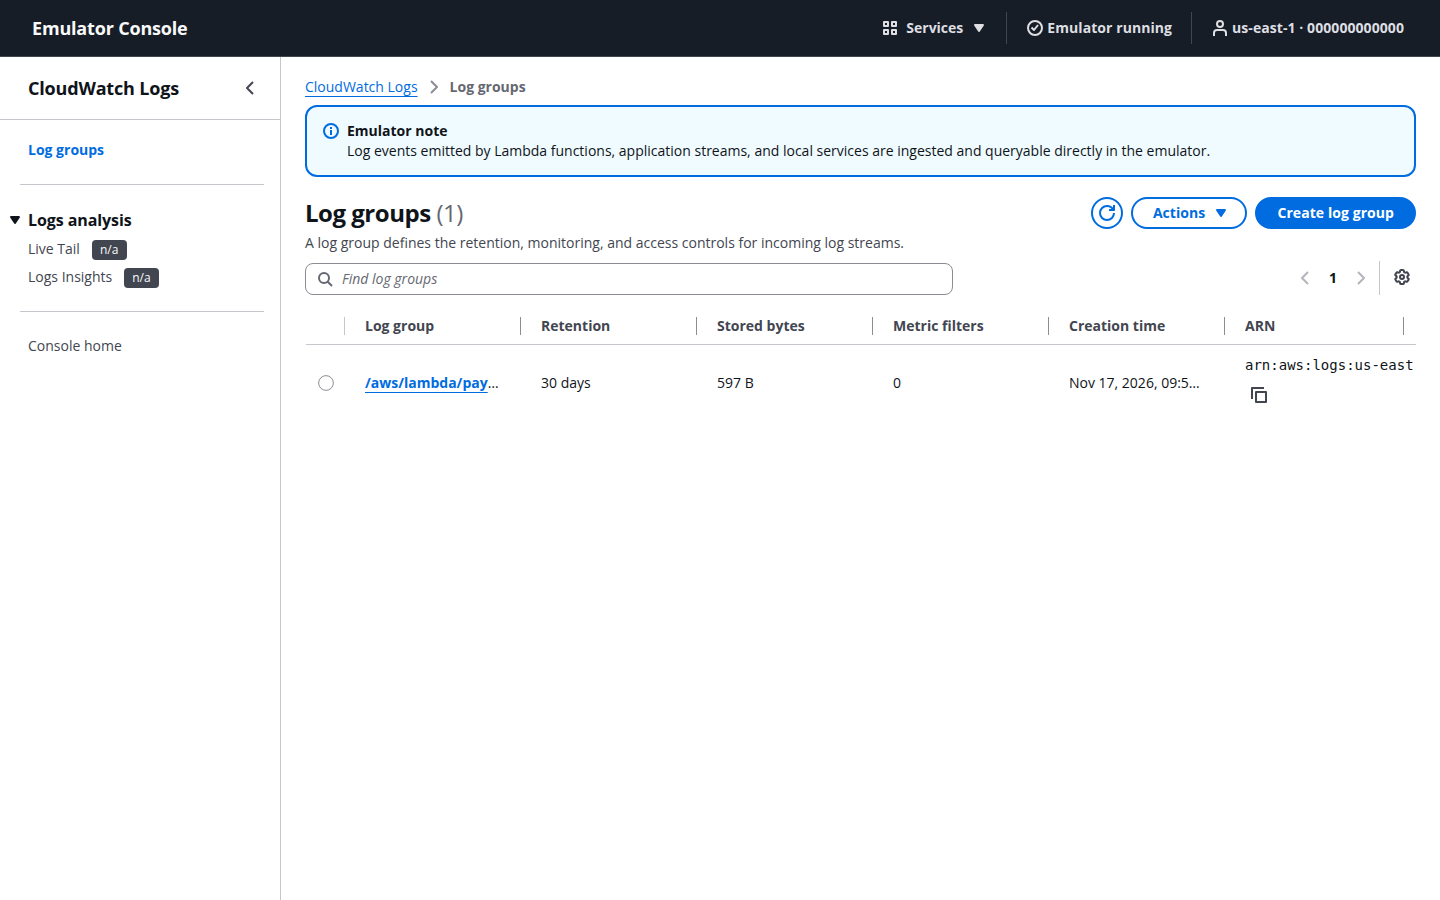 Emulator Console
Services
Emulator running
us-east-1 · 000000000000
CloudWatch Logs
Log groups
Logs analysis
Live Tail n/a
Logs Insights n/a
Console home
CloudWatch Logs > Log groups
Emulator note
Log events emitted by Lambda functions, application streams, and local services are ingested and queryable directly in the emulator.
Log groups (1)
Actions
Create log group
A log group defines the retention, monitoring, and access controls for incoming log streams.
Find log groups
1
Log group Retention Stored bytes Metric filters Creation time ARN
/aws/lambda/pay... 30 days 597 B 0 Nov 17, 2026, 09:5... arn:aws:logs:us-east